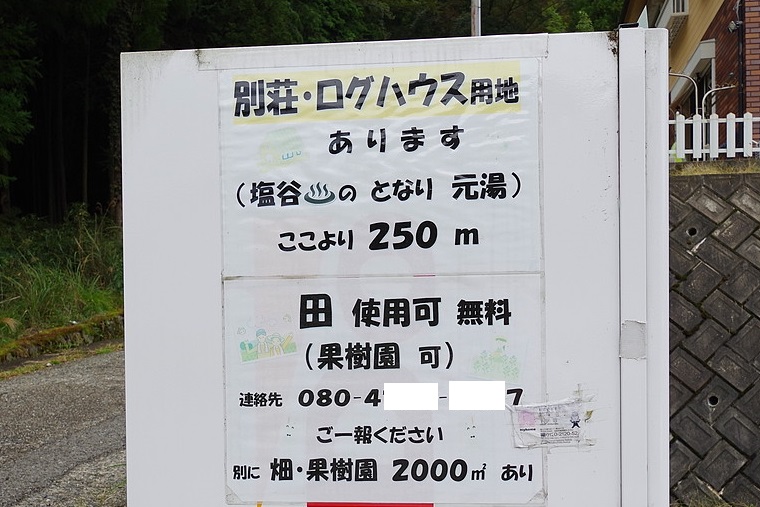 別荘・ログハウス用地
あります
(塩谷♨の となり 元湯)
ここより 250 m
田 使用可 無料
(果樹園 可)
連絡先 080-4 - 7
ご一報ください
別に 畑・果樹園 2000㎡ あり